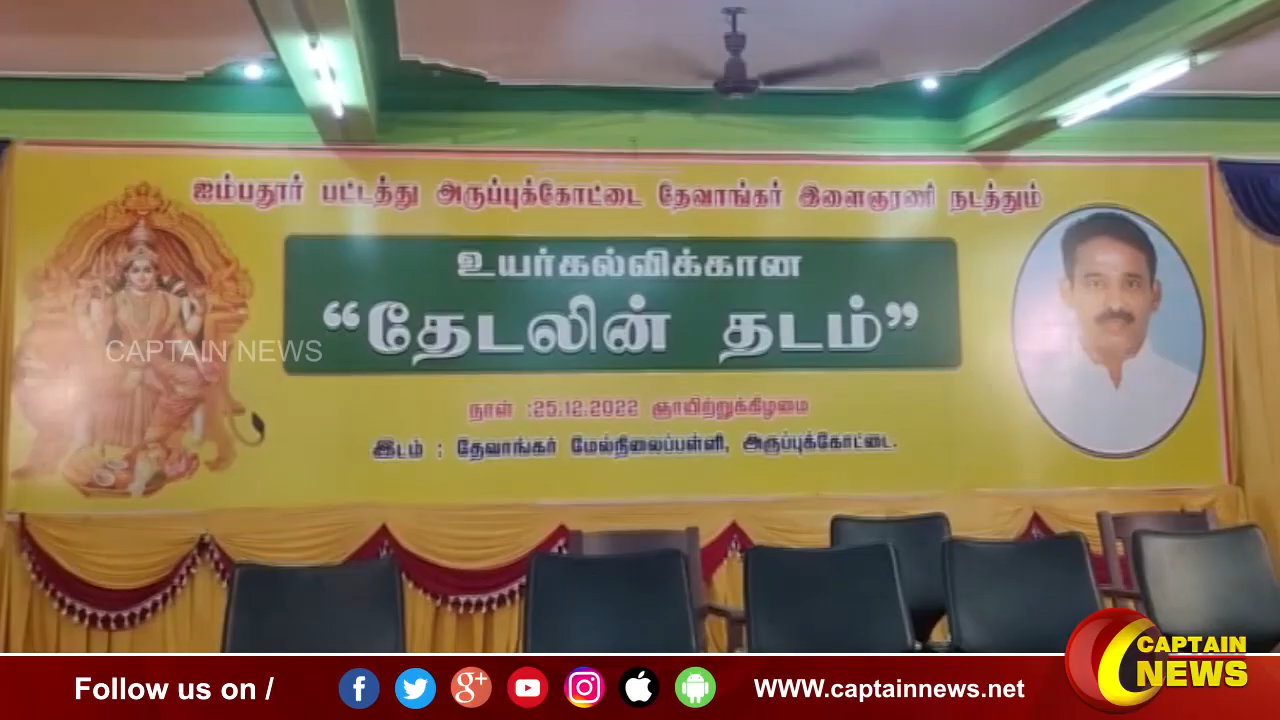 ஐம்பதூர் பட்டத்து அருப்புக்கோட்டை தேவாங்கர் இளைஞரணி நடத்தும்
உயர்கல்விக்கான
“தேடலின் தடம்”
நாள் :25.12.2022 ஞாயிற்றுக்கிழமை
இடம் : தேவாங்கர் மேல்நிலைப்பள்ளி, அருப்புக்கோட்டை.
CAPTAIN NEWS
Follow us on /
WWW.captainnews.net
CAPTAIN
NEWS